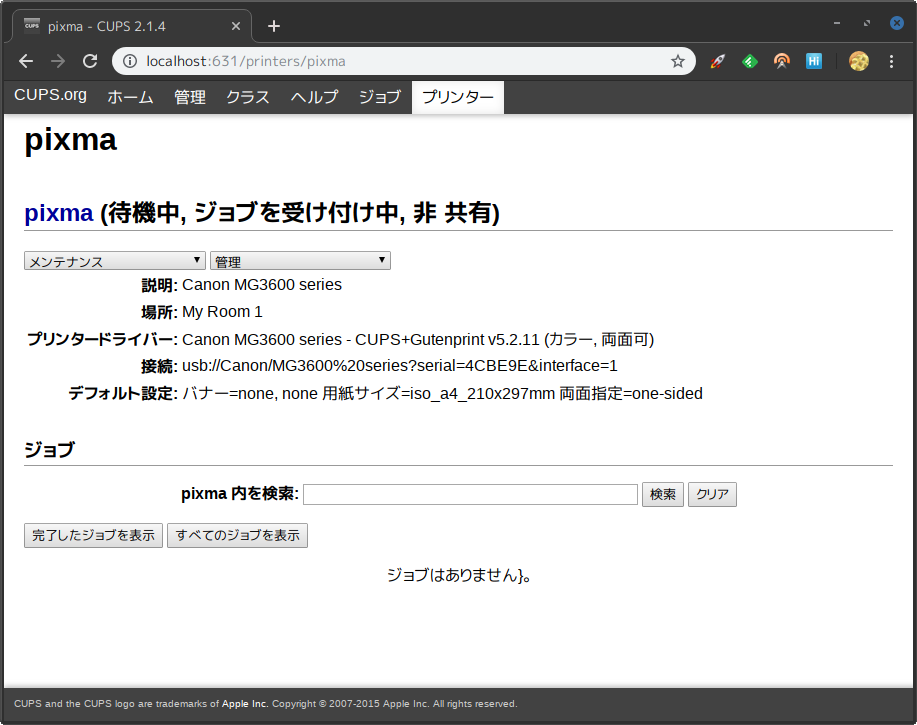 CUPS pixma - CUPS 2.1.4
localhost:631/printers/pixma Hi
CUPS.org ホーム 管理 クラス ヘルプ ジョブ プリンター
pixma
pixma (待機中, ジョブを受け付け中, 非 共有)
メンテナンス 管理
説明: Canon MG3600 series
場所: My Room 1
プリンタードライバー: Canon MG3600 series - CUPS+Gutenprint v5.2.11 (カラー, 両面可)
接続: usb://Canon/MG3600%20series?serial=4CBE9E&interface=1
デフォルト設定: バナー=none, none 用紙サイズ=iso_a4_210x297mm 両面指定=one-sided
ジョブ
pixma 内を検索: 検索 クリア
完了したジョブを表示 すべてのジョブを表示
ジョブはありません}。
CUPS and the CUPS logo are trademarks of Apple Inc. Copyright © 2007-2015 Apple Inc. All rights reserved.